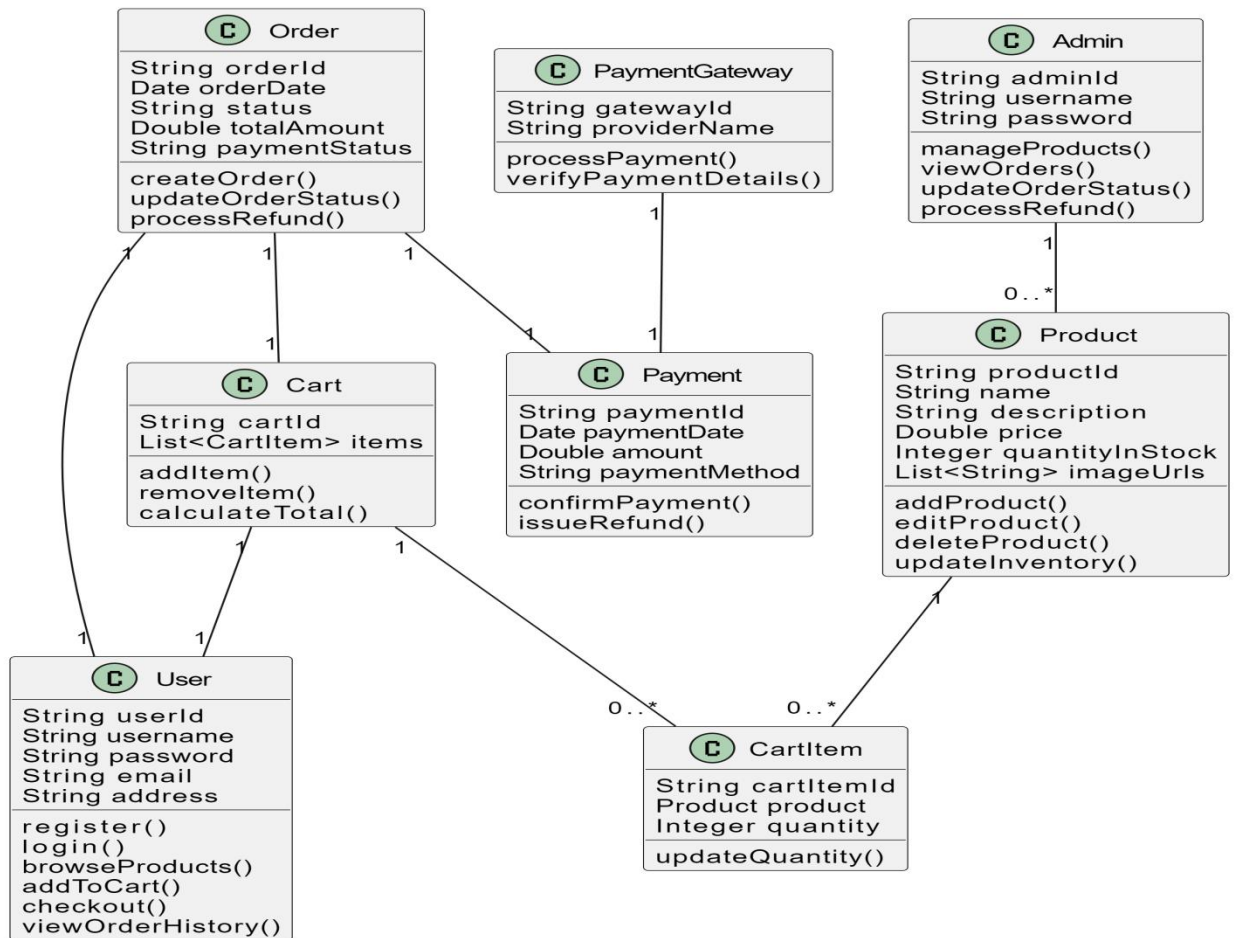 C Order
String orderId
Date orderDate
String status
Double totalAmount
String paymentStatus
createOrder()
updateOrderStatus()
processRefund()
C PaymentGateway
String gatewayId
String providerName
processPayment()
verifyPaymentDetails()
C Admin
String adminId
String username
String password
manageProducts()
viewOrders()
updateOrderStatus()
processRefund()
1
1
1
1
1
0..*
1
1
1
C Cart
String cartId
List<CartItem> items
addItem()
removeItem()
calculateTotal()
C Payment
String paymentId
Date paymentDate
Double amount
String paymentMethod
confirmPayment()
issueRefund()
C Product
String productId
String name
String description
Double price
Integer quantityInStock
List<String> imageUrls
addProduct()
editProduct()
deleteProduct()
updateInventory()
1
1
1
1
1
0..*
0..*
C User
String userId
String username
String password
String email
String address
register()
login()
browseProducts()
addToCart()
checkout()
viewOrderHistory()
C CartItem
String cartItemId
Product product
Integer quantity
updateQuantity()